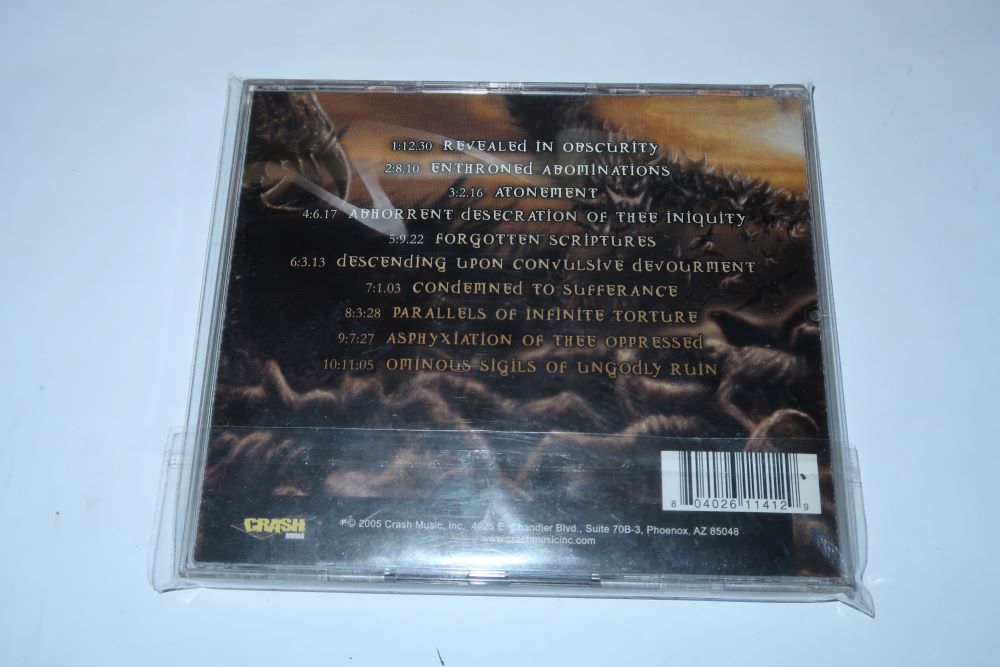 1:12.30 REVEALED IN OBSCURITY
2:8.10 ENTHRONED ABOMINATIONS
3:2.16 ATONEMENT
4:6.17 ABHORRENT DESECRATION OF THEE INIQUITY
5:9.22 FORGOTTEN SCRIPTURES
6:3.13 DESCENDING UPON CONVULSIVE DEVOURMENT
7:1.03 CONDEMNED TO SUFFERANCE
8:3:28 PARALLELS OF INFINITE TORTURE
9:7:27 ASPHYXIATION OF THEE OPPRESSED
10:11:05 OMINOUS SIGILS OF UNGODLY RUIN
8 04026 11412 9
CRASH
MUSIC
℗© 2005 Crash Music, Inc. 4025 E. Chandler Blvd., Suite 70B-3, Phoenox, AZ 85048
www.crashmusicinc.com